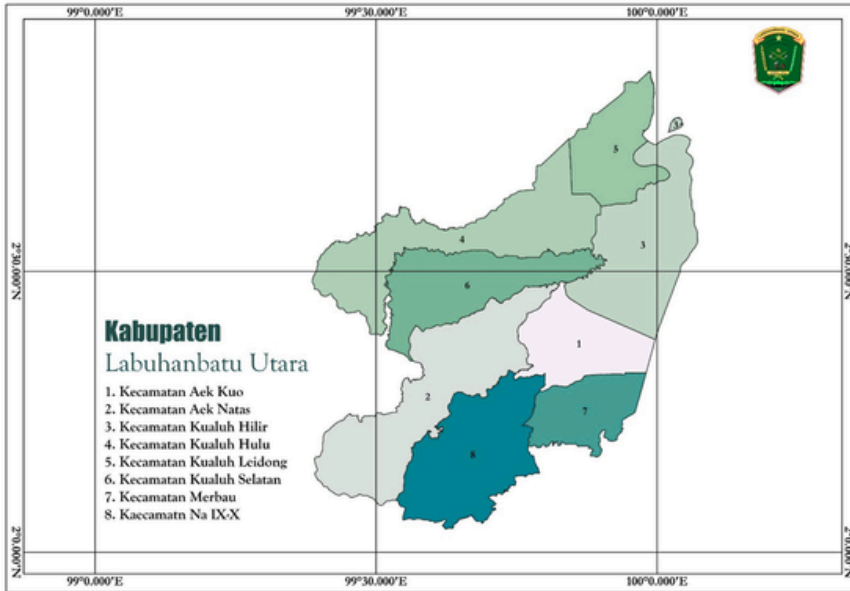 99°0.000'E 99°30.000'E 100°0.000'E
5
3
4
3
2°30.000'N
2°30.000'N
6
Kabupaten
Labuhanbatu Utara
1
1. Kecamatan Aek Kuo
2. Kecamatan Aek Natas
3. Kecamatan Kualuh Hilir
4. Kecamatan Kualuh Hulu
5. Kecamatan Kualuh Leidong
6. Kecamatan Kualuh Selatan
7. Kecamatan Merbau
8. Kaecamatn Na IX-X
2
7
8
2°0.000'N
2°0.000'N
99°0.000'E 99°30.000'E 100°0.000'E